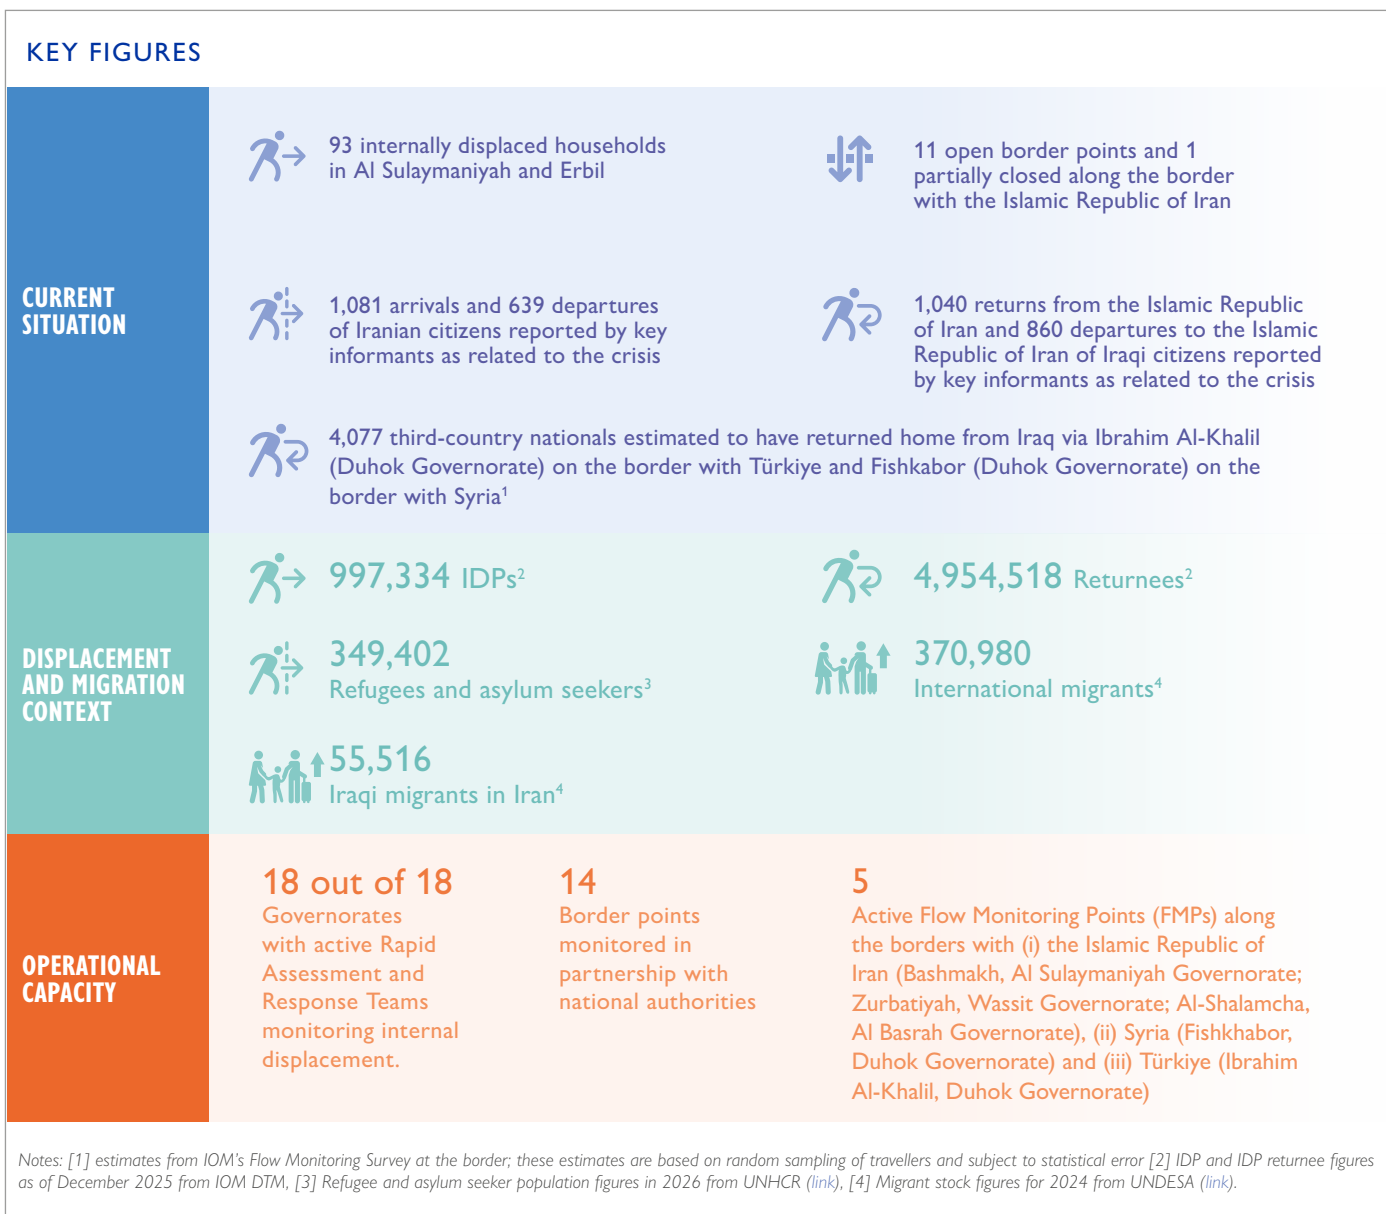 KEY FIGURES
CURRENT
SITUATION
93 internally displaced households
in Al Sulaymaniyah and Erbil
11 open border points and 1
partially closed along the border
with the Islamic Republic of Iran
1,081 arrivals and 639 departures
of Iranian citizens reported by key
informants as related to the crisis
1,040 returns from the Islamic Republic
of Iran and 860 departures to the Islamic
Republic of Iran of Iraqi citizens reported
by key informants as related to the crisis
4,077 third-country nationals estimated to have returned home from Iraq via Ibrahim Al-Khalil
(Duhok Governorate) on the border with Türkiye and Fishkabor (Duhok Governorate) on the
border with Syria¹
DISPLACEMENT
AND MIGRATION
CONTEXT
997,334 IDPs²
4,954,518 Returnees²
349,402
Refugees and asylum seekers³
370,980
International migrants⁴
55,516
Iraqi migrants in Iran⁴
OPERATIONAL
CAPACITY
18 out of 18
Governorates
with active Rapid
Assessment and
Response Teams
monitoring internal
displacement.
14
Border points
monitored in
partnership with
national authorities
5
Active Flow Monitoring Points (FMPs) along
the borders with (i) the Islamic Republic of
Iran (Bashmakh, Al Sulaymaniyah Governorate;
Zurbatiyah, Wassit Governorate; Al-Shalamcha,
Al Basrah Governorate), (ii) Syria (Fishkhabor,
Duhok Governorate) and (iii) Türkiye (Ibrahim
Al-Khalil, Duhok Governorate)
Notes: [1] estimates from IOM's Flow Monitoring Survey at the border; these estimates are based on random sampling of travellers and subject to statistical error [2] IDP and IDP returnee figures
as of December 2025 from IOM DTM, [3] Refugee and asylum seeker population figures in 2026 from UNHCR (link), [4] Migrant stock figures for 2024 from UNDESA (link).